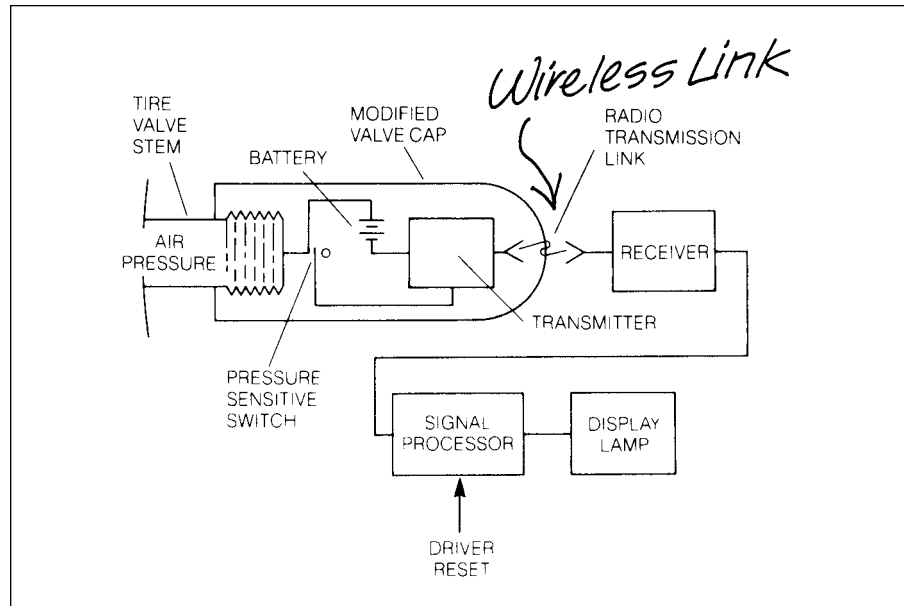 Wireless Link
TIRE
VALVE
STEM
MODIFIED
VALVE CAP
RADIO
TRANSMISSION
LINK
BATTERY
AIR
PRESSURE
RECEIVER
TRANSMITTER
PRESSURE
SENSITIVE
SWITCH
SIGNAL
PROCESSOR
DISPLAY
LAMP
DRIVER
RESET